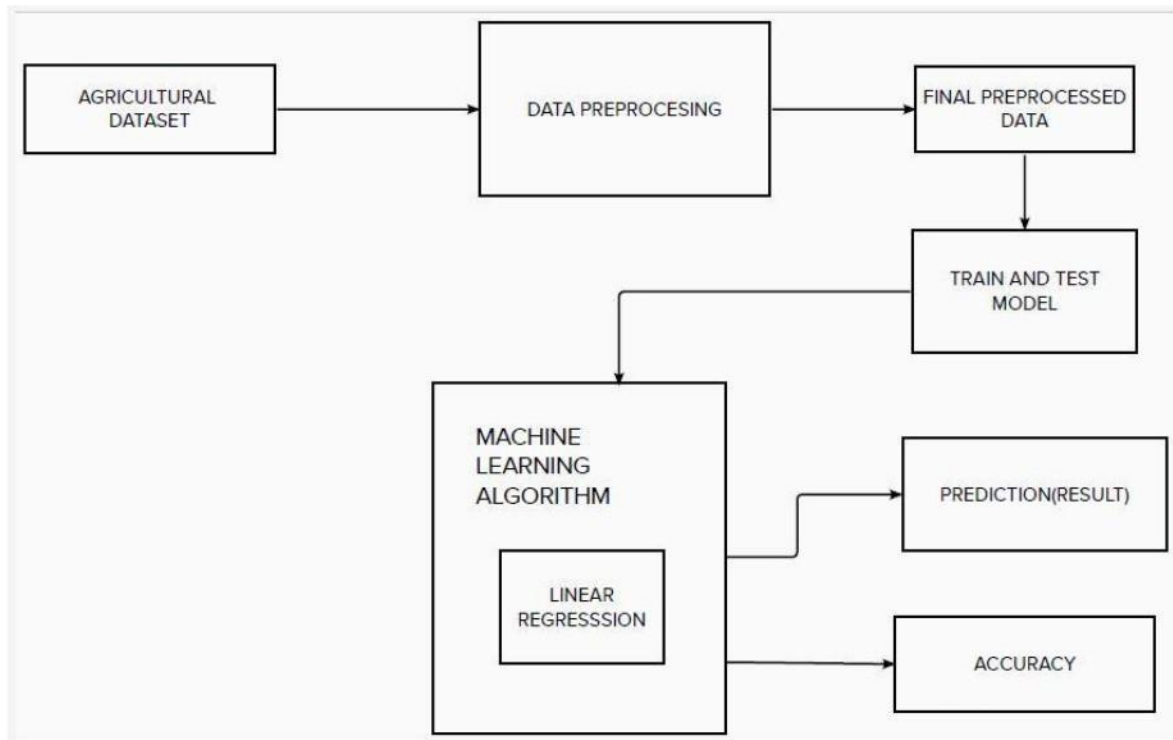 AGRICULTURAL
DATASET
DATA PREPROCESING
FINAL PREPROCESSED
DATA
TRAIN AND TEST
MODEL
MACHINE
LEARNING
ALGORITHM
LINEAR
REGRESSSION
PREDICTION(RESULT)
ACCURACY